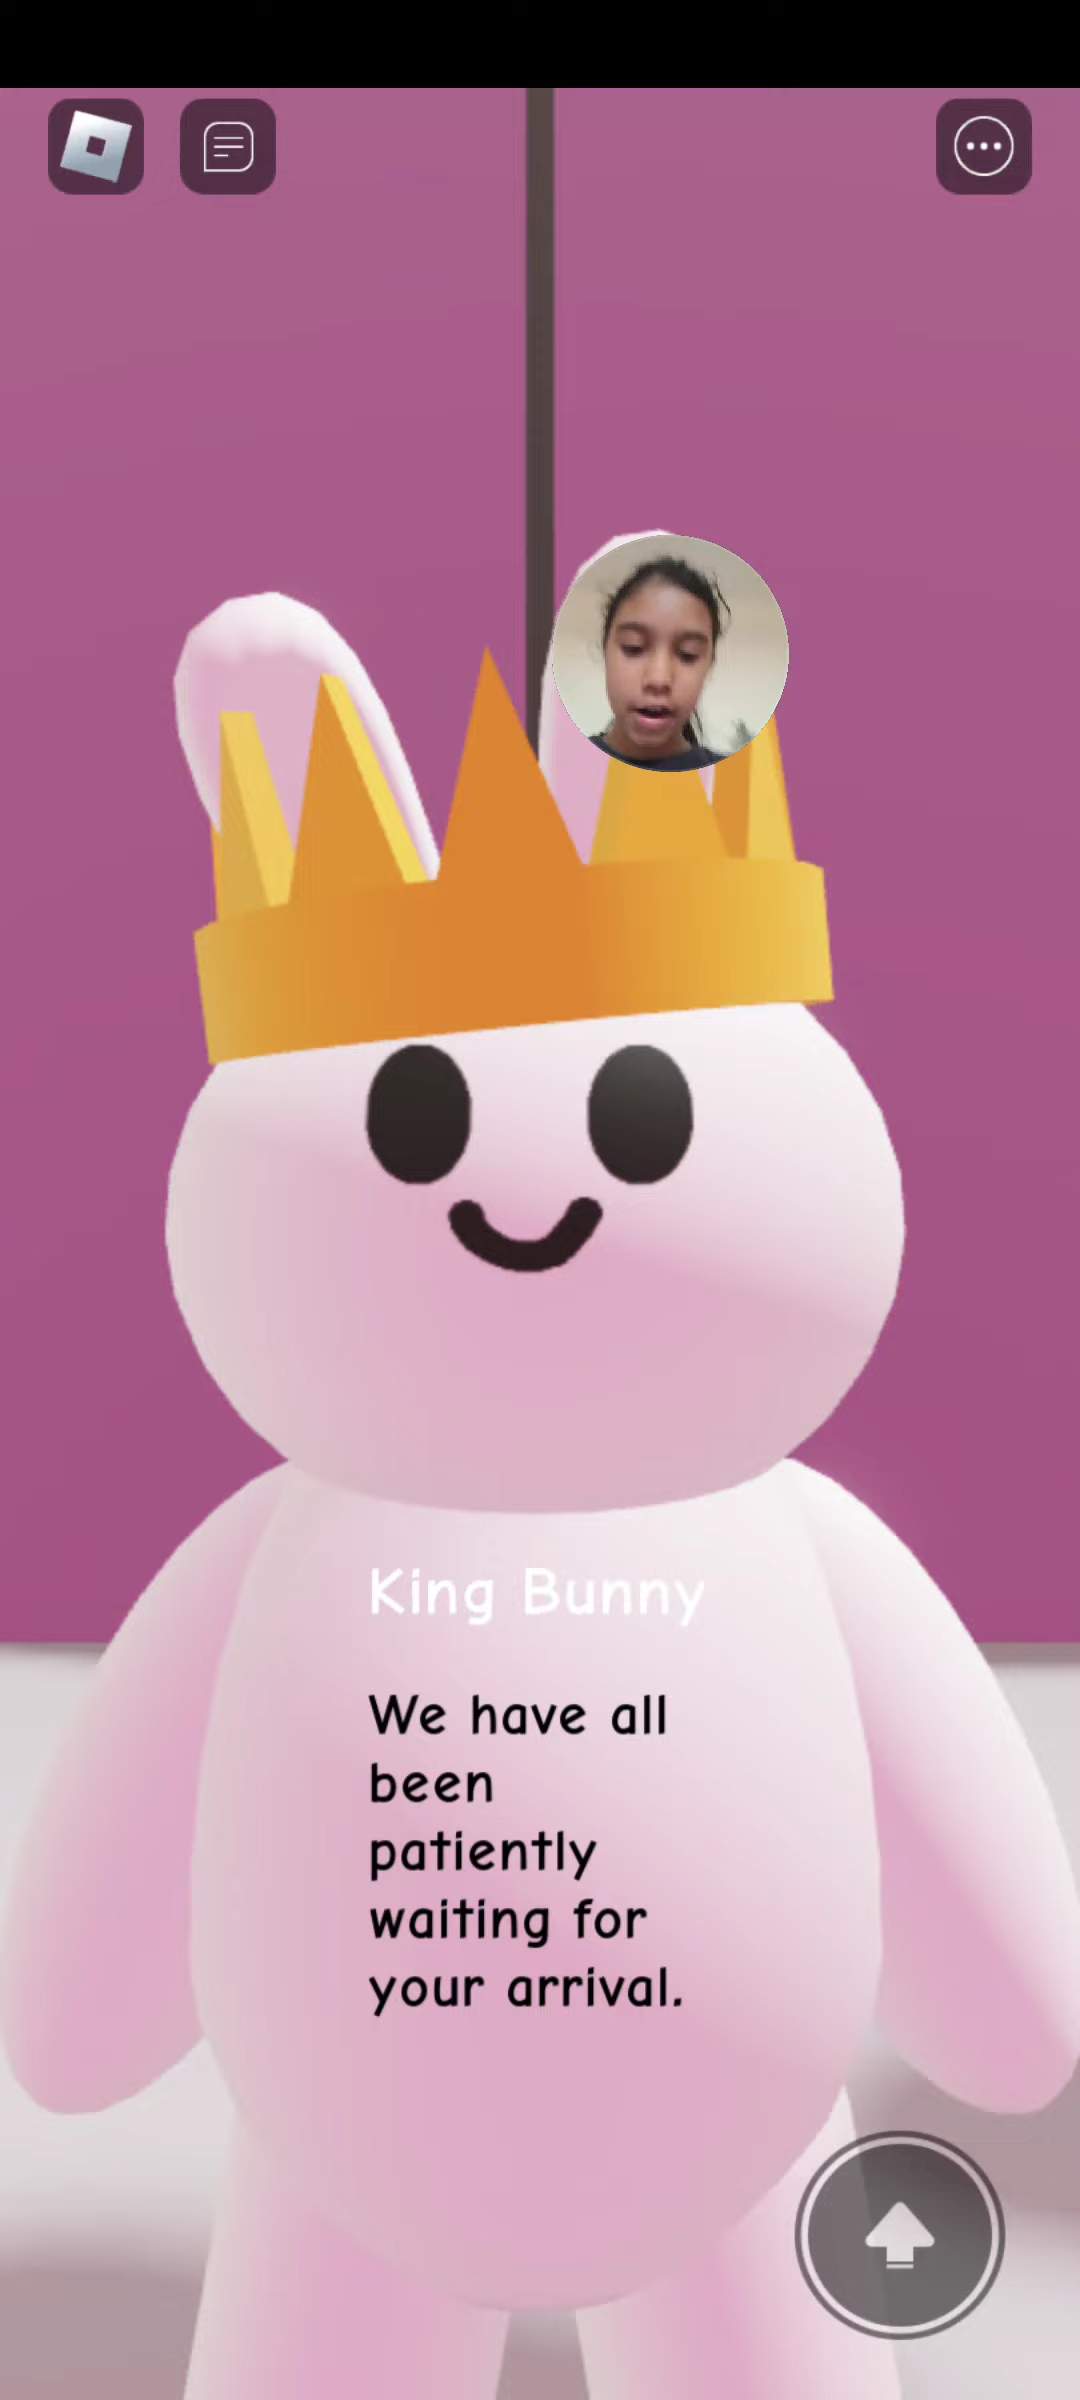 King Bunny
We have all
been
patiently
waiting for
your arrival.